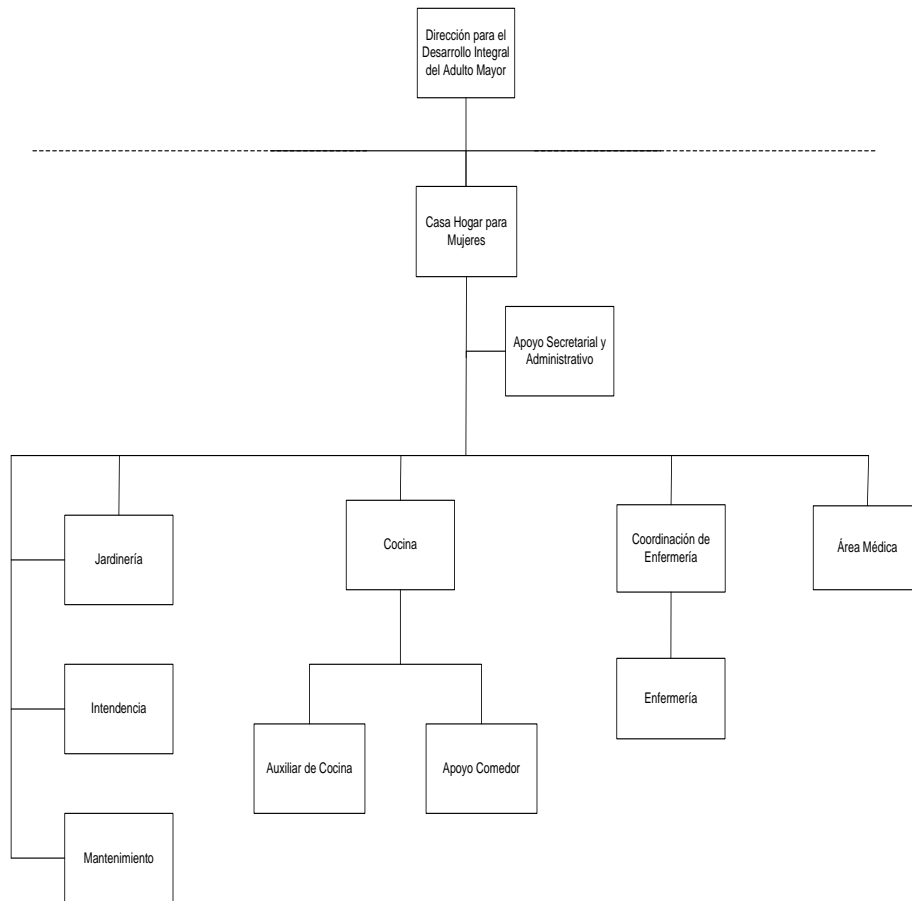 Dirección para el
Desarrollo Integral
del Adulto Mayor
Casa Hogar para
Mujeres
Apoyo Secretarial y
Administrativo
Jardinería
Cocina
Coordinación de
Enfermería
Área Médica
Intendencia
Enfermería
Auxiliar de Cocina
Apoyo Comedor
Mantenimiento